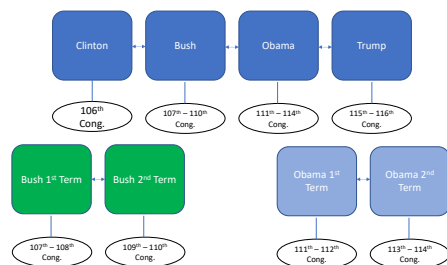 Clinton
Bush
Obama
Trump
106th
Cong.
107th – 110th
Cong.
111th – 114th
Cong.
115th – 116th
Cong.
Bush 1st Term
Bush 2nd Term
Obama 1st
Term
Obama 2nd
Term
107th – 108th
Cong.
109th – 110th
Cong.
111th – 112th
Cong.
113th – 114th
Cong.